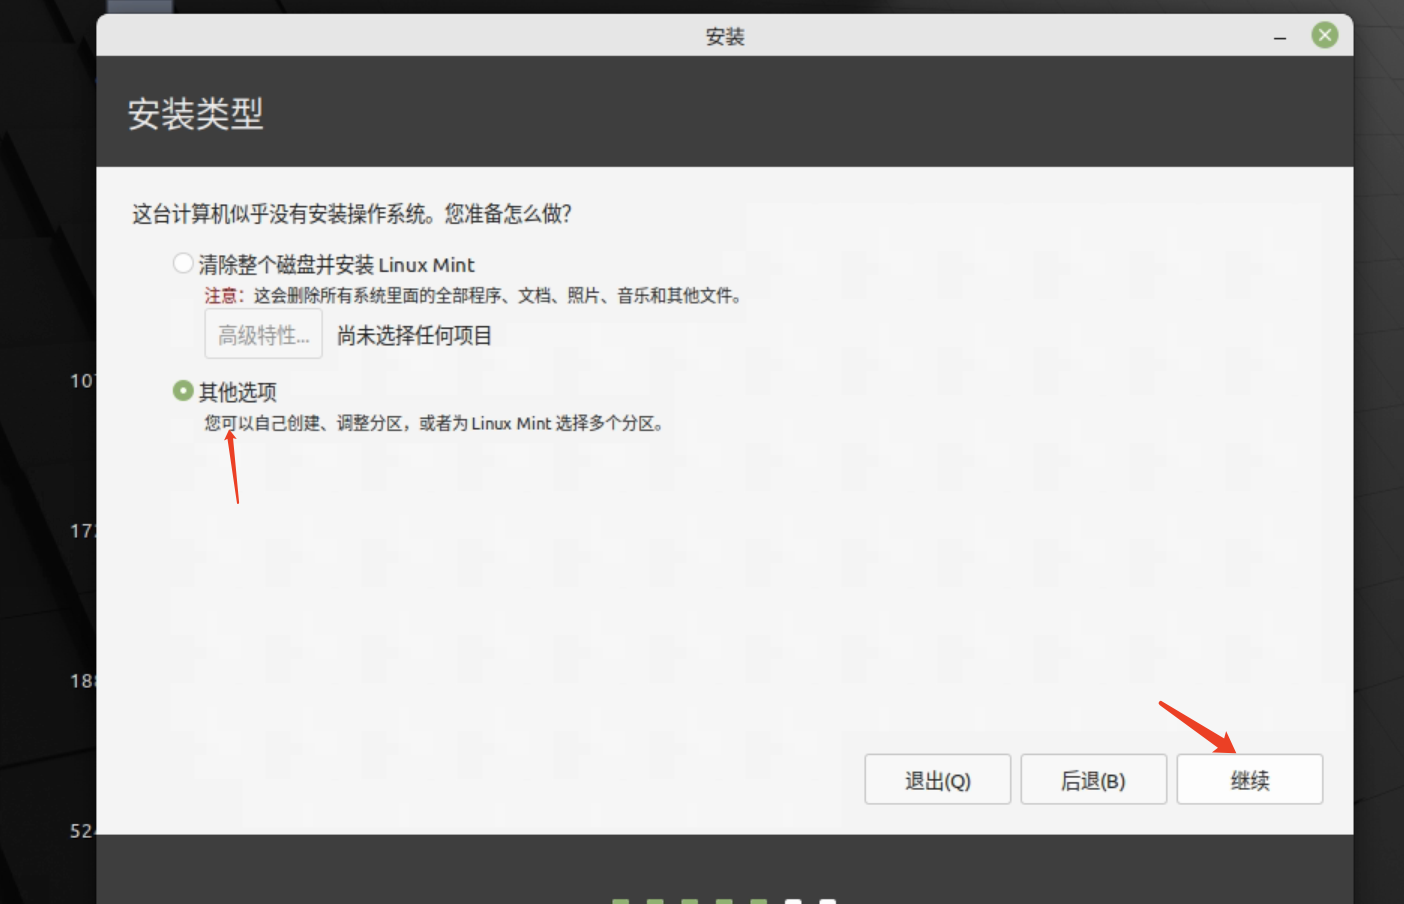 安装
安装类型
这台计算机似乎没有安装操作系统。您准备怎么做？
清除整个磁盘并安装 Linux Mint
注意：这会删除所有系统里面的全部程序、文档、照片、音乐和其他文件。
高级特性... 尚未选择任何项目
107
其他选项
您可以自己创建、调整分区，或者为 Linux Mint 选择多个分区。
177
188
退出(Q) 后退(B) 继续
52